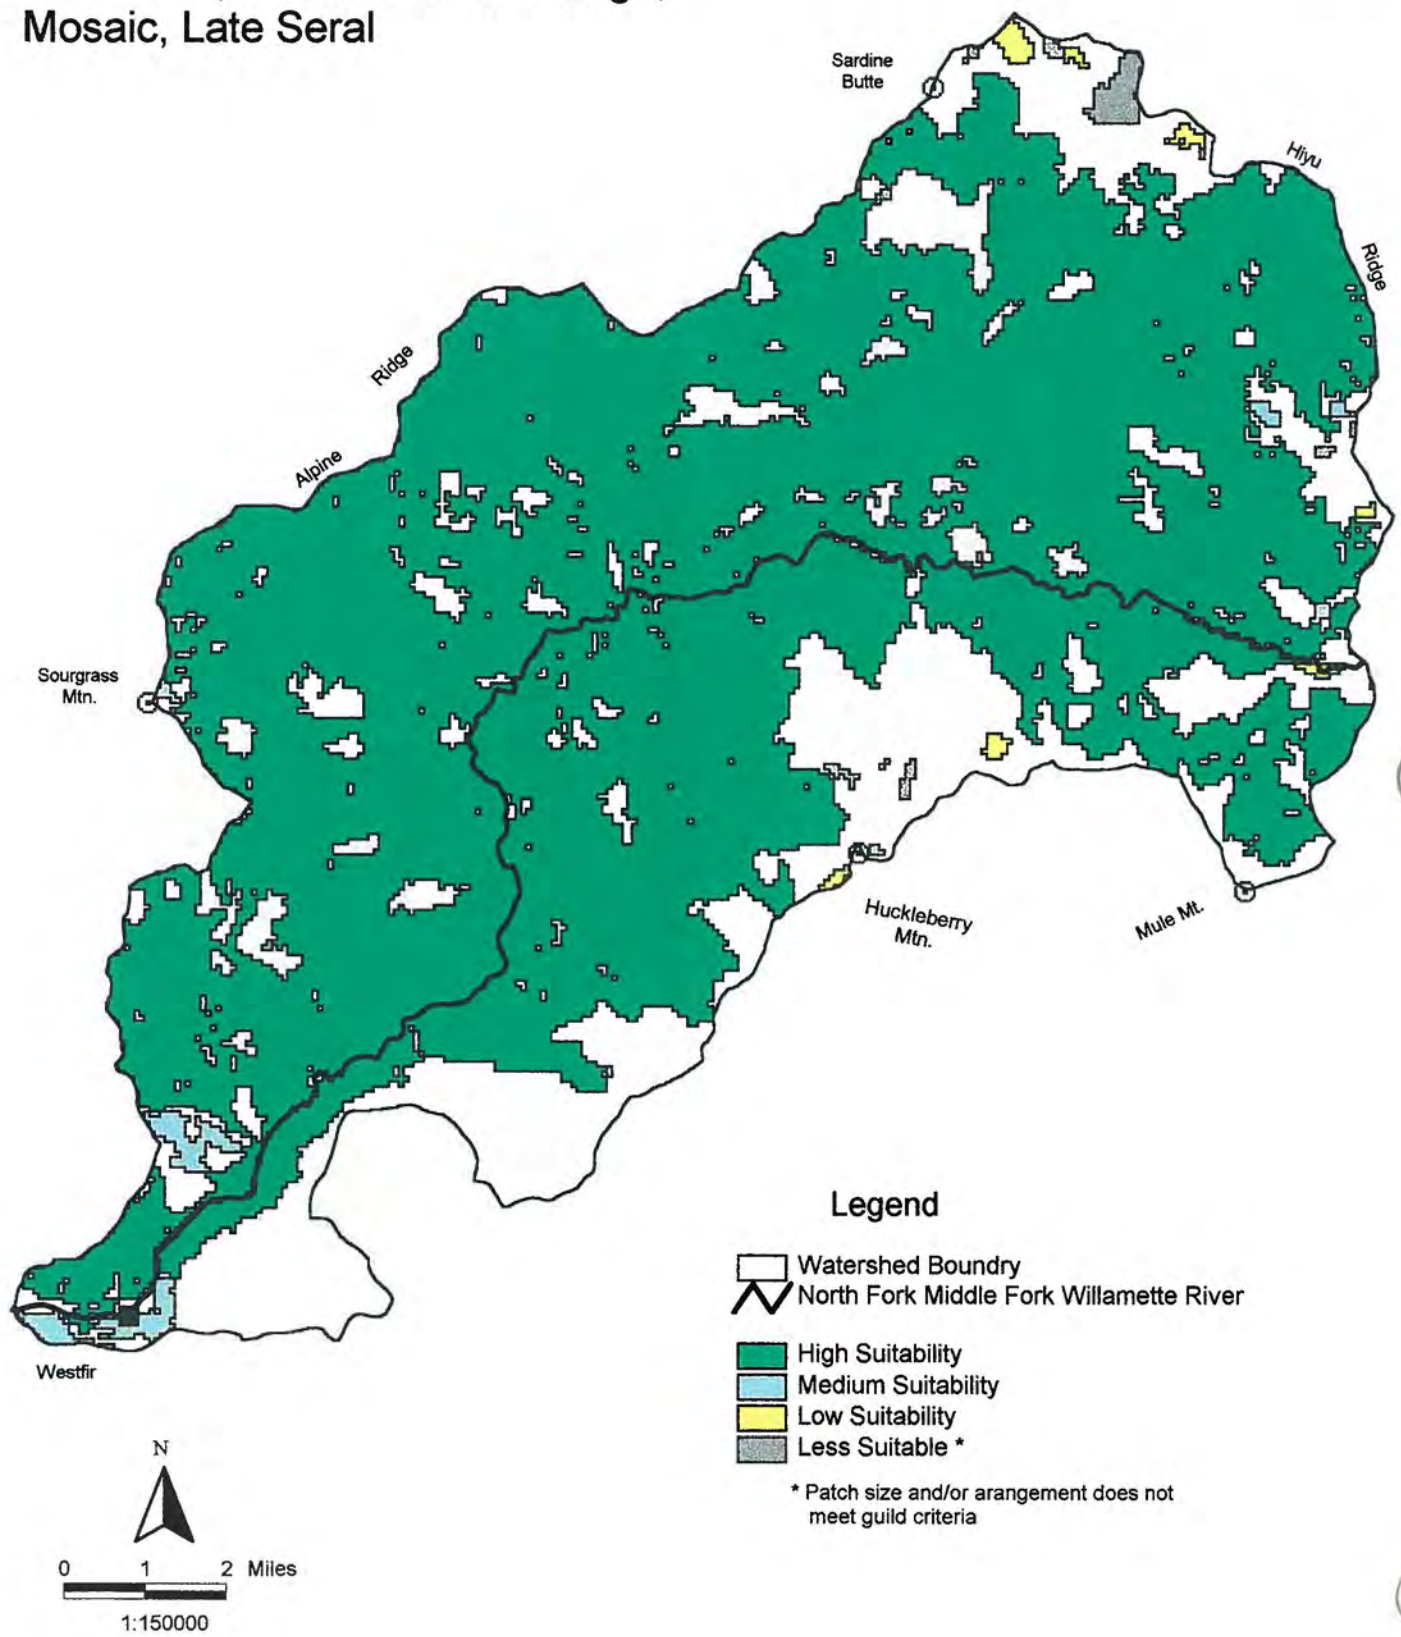 Mosaic, Late Seral
Sardine
Butte
Hiyu
Ridge
Ridge
Alpine
Sourgrass
Mtn.
Huckleberry
Mtn.
Mule Mt.
Legend
Watershed Boundry
North Fork Middle Fork Willamette River
High Suitability
Medium Suitability
Low Suitability
Less Suitable *
* Patch size and/or arangement does not
meet guild criteria
Westfir
N
0 1 2 Miles
1:150000